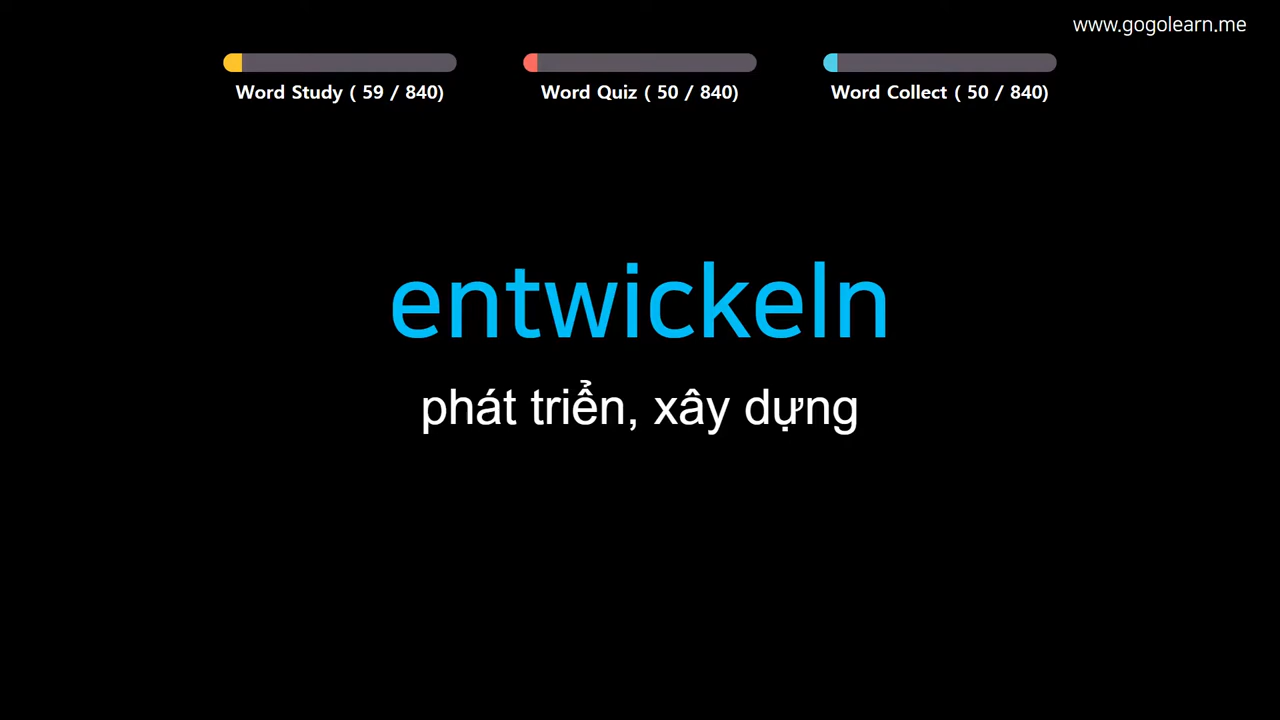 www.gogolearn.me
Word Study ( 59 / 840)
Word Quiz ( 50 / 840)
Word Collect ( 50 / 840)
entwickeln
phát triển, xây dựng